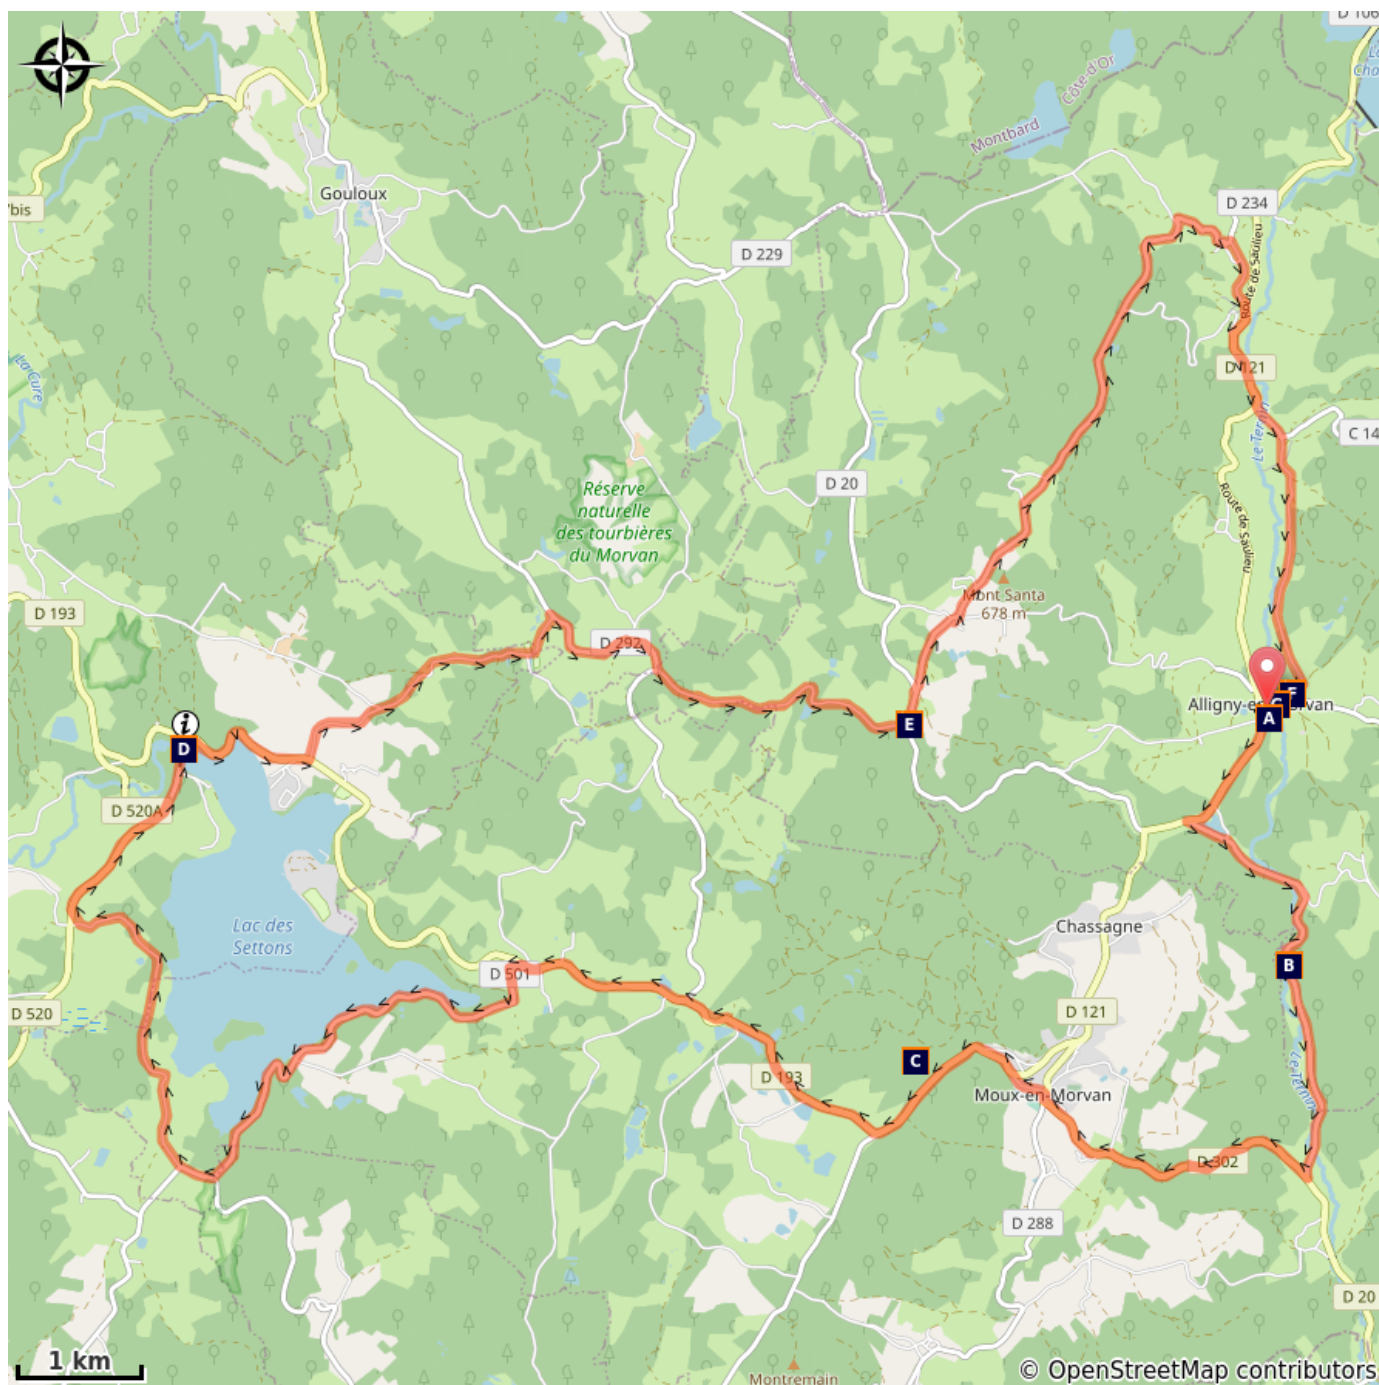 D 106
La
Cha
Côte-d'Or
Montbard
Gouloux
'bis
D 234
Route de Saulieu
D 229
La Cure
D 121
Le Ternin
C 14
D 20
Route de Saulieu
Réserve
naturelle
des tourbières
du Morvan
Mont Santa
678 m
D 193
D 292
i
D
E
F
G
Alligny-en-Morvan
A
D 520A
Lac des
Settons
Chassagne
B
D 501
D 520
D 121
C
D 193
Moux-en-Morvan
Le Ternin
D 302
D 288
D 20
1 km
Montremain
© OpenStreetMap contributors